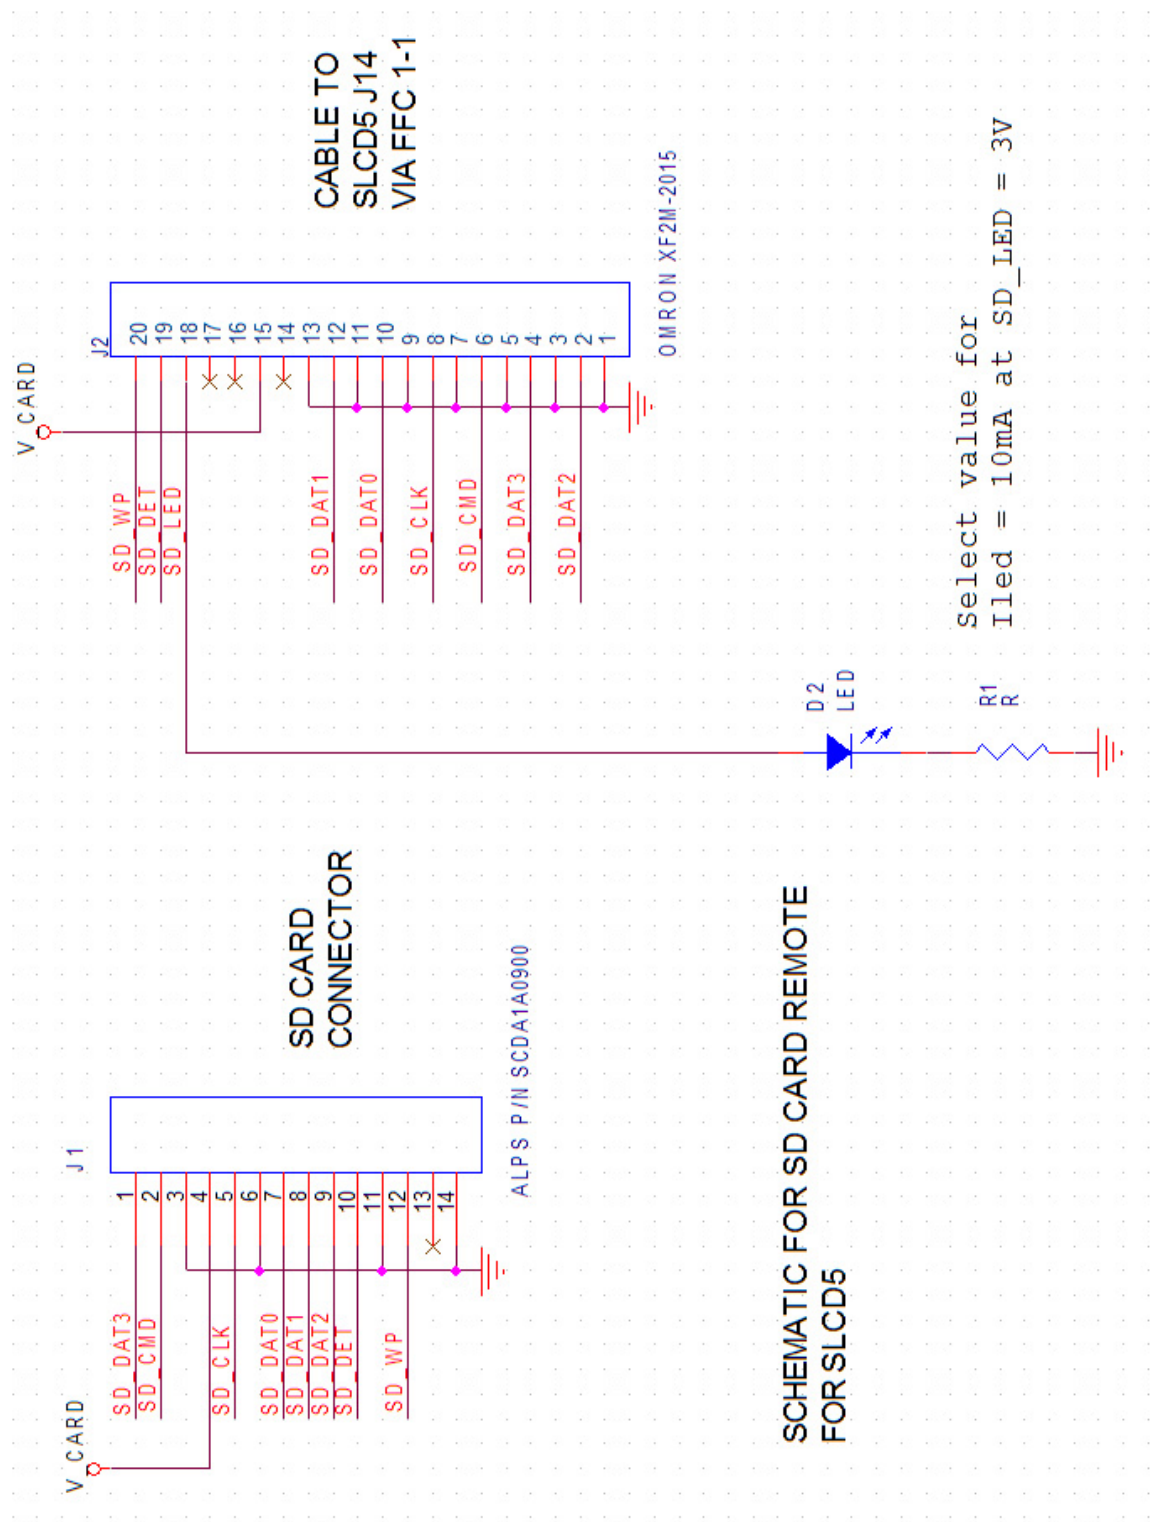 V_CARD
J1
SD_DAT3
SD_CMD
SD_CLK
SD_DAT0
SD_DAT1
SD_DAT2
SD_DET
SD_WP
1
2
3
4
5
6
7
8
9
10
11
12
13
14
SD CARD
CONNECTOR
ALPS P/N SCDA1A0900
V_CARD
J2
SD_WP
SD_DET
SD_LED
SD_DAT1
SD_DAT0
SD_CLK
SD_CMD
SD_DAT3
SD_DAT2
20
19
18
17
16
15
14
13
12
11
10
9
8
7
6
5
4
3
2
1
CABLE TO
SLCD5 J14
VIA FFC 1-1
OMRON XF2M-2015
D2
LED
R1
R
Select value for
Iled = 10mA at SD_LED = 3V
SCHEMATIC FOR SD CARD REMOTE
FOR SLCD5